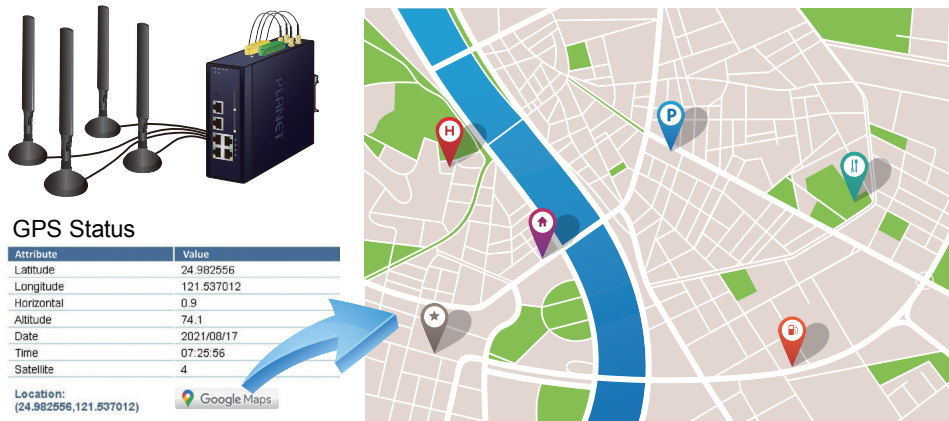 PLANET
GPS Status
Attribute Value
Latitude 24.982556
Longitude 121.537012
Horizontal 0.9
Altitude 74.1
Date 2021/08/17
Time 07:25:56
Satellite 4
Location:
(24.982556,121.537012)
Google Maps
H
P